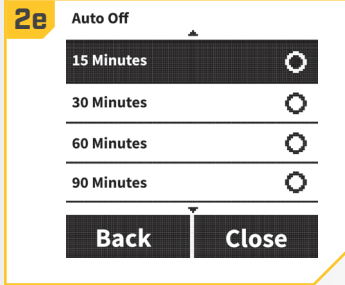 2e
Auto Off
15 Minutes
30 Minutes
60 Minutes
90 Minutes
Back Close